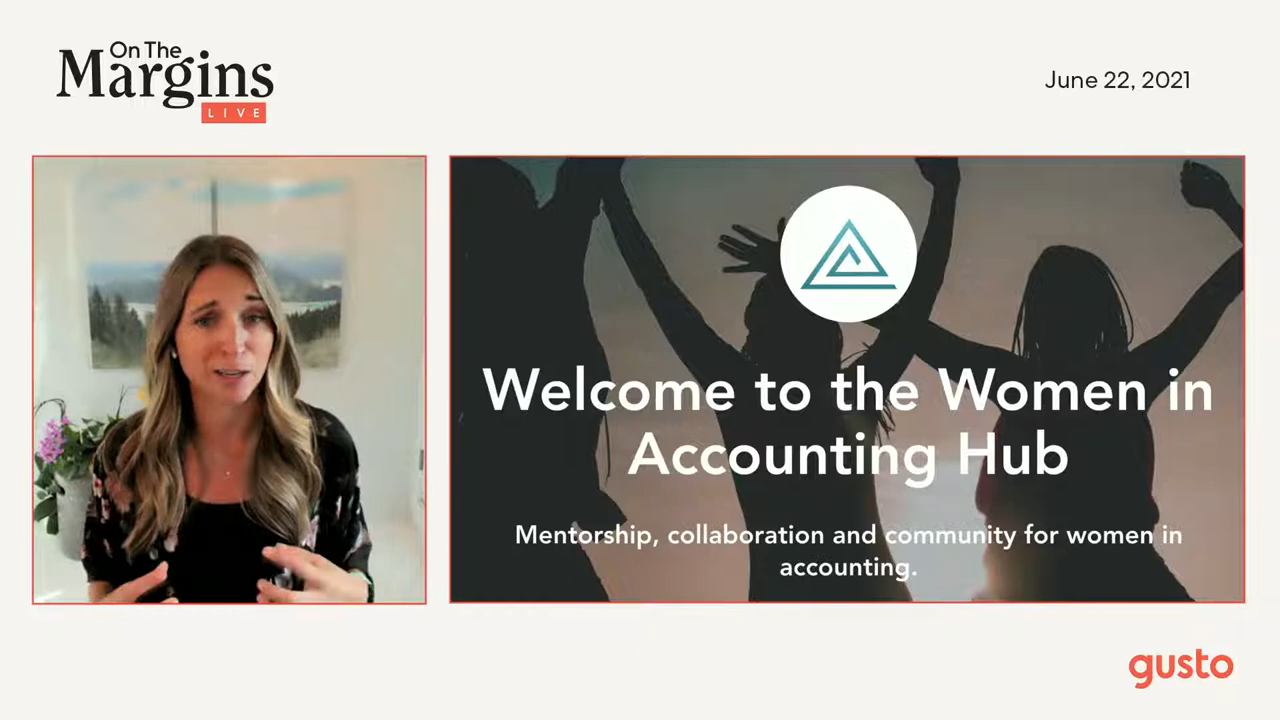 On The
Margins
LIVE
June 22, 2021
Welcome to the Women in
Accounting Hub
Mentorship, collaboration and community for women in
accounting.
gusto